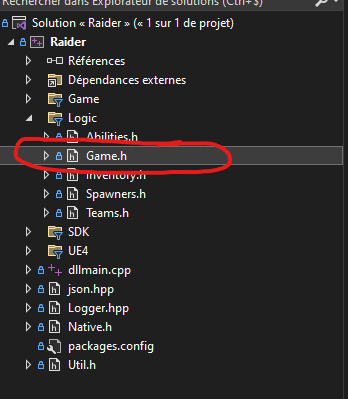 Rechercher dans Explorateur de solutions (Ctrl+$)
Solution « Raider » (« 1 sur 1 de projet)
Raider
Références
Dépendances externes
Game
Logic
Abilities.h
Game.h
Inventory.h
Spawners.h
Teams.h
SDK
UE4
dllmain.cpp
json.hpp
Logger.hpp
Native.h
packages.config
Util.h